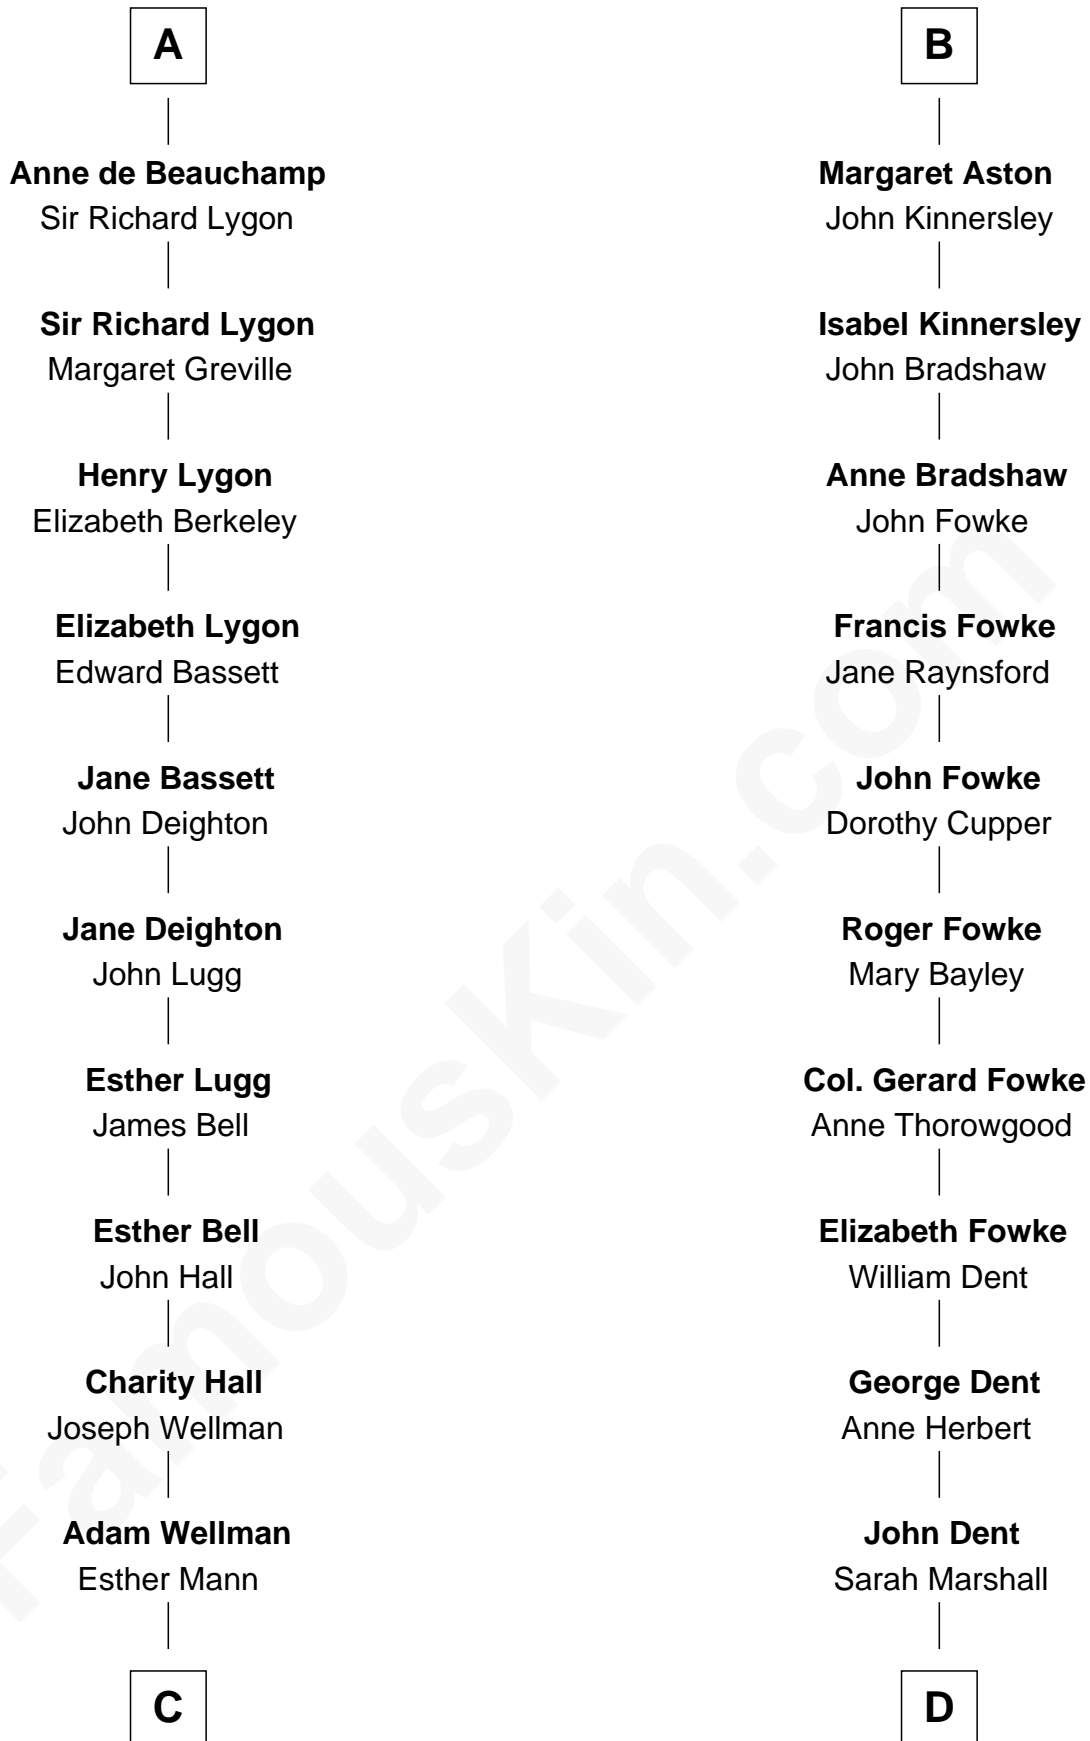 A
Anne de Beauchamp
Sir Richard Lygon
Sir Richard Lygon
Margaret Greville
Henry Lygon
Elizabeth Berkeley
Elizabeth Lygon
Edward Bassett
Jane Bassett
John Deighton
Jane Deighton
John Lugg
Esther Lugg
James Bell
Esther Bell
John Hall
Charity Hall
Joseph Wellman
Adam Wellman
Esther Mann
C
B
Margaret Aston
John Kinnersley
Isabel Kinnersley
John Bradshaw
Anne Bradshaw
John Fowke
Francis Fowke
Jane Raynsford
John Fowke
Dorothy Cupper
Roger Fowke
Mary Bayley
Col. Gerard Fowke
Anne Thorowgood
Elizabeth Fowke
William Dent
George Dent
Anne Herbert
John Dent
Sarah Marshall
D
FamousKin.com